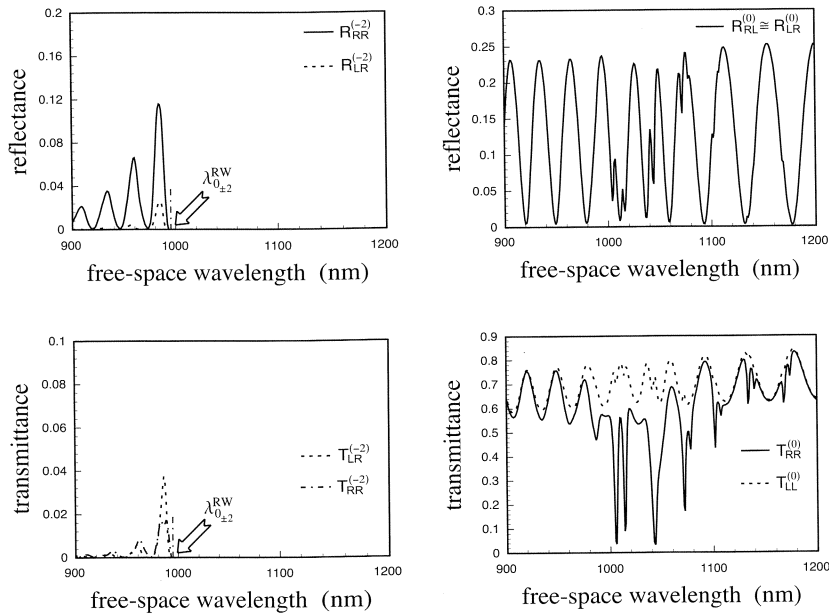 0.2
0.16
0.12
0.08
0.04
0
reflectance
R_RR^(-2)
R_LR^(-2)
λ_0±2^RW
900 1000 1100 1200
free-space wavelength (nm)
0.3
0.25
0.2
0.15
0.1
0.05
0
reflectance
R_RL^(0) ≅ R_LR^(0)
900 1000 1100 1200
free-space wavelength (nm)
0.1
0.08
0.06
0.04
0.02
0
transmittance
T_LR^(-2)
T_RR^(-2)
λ_0±2^RW
900 1000 1100 1200
free-space wavelength (nm)
0.9
0.8
0.7
0.6
0.5
0.4
0.3
0.2
0.1
0
transmittance
T_RR^(0)
T_LL^(0)
900 1000 1100 1200
free-space wavelength (nm)